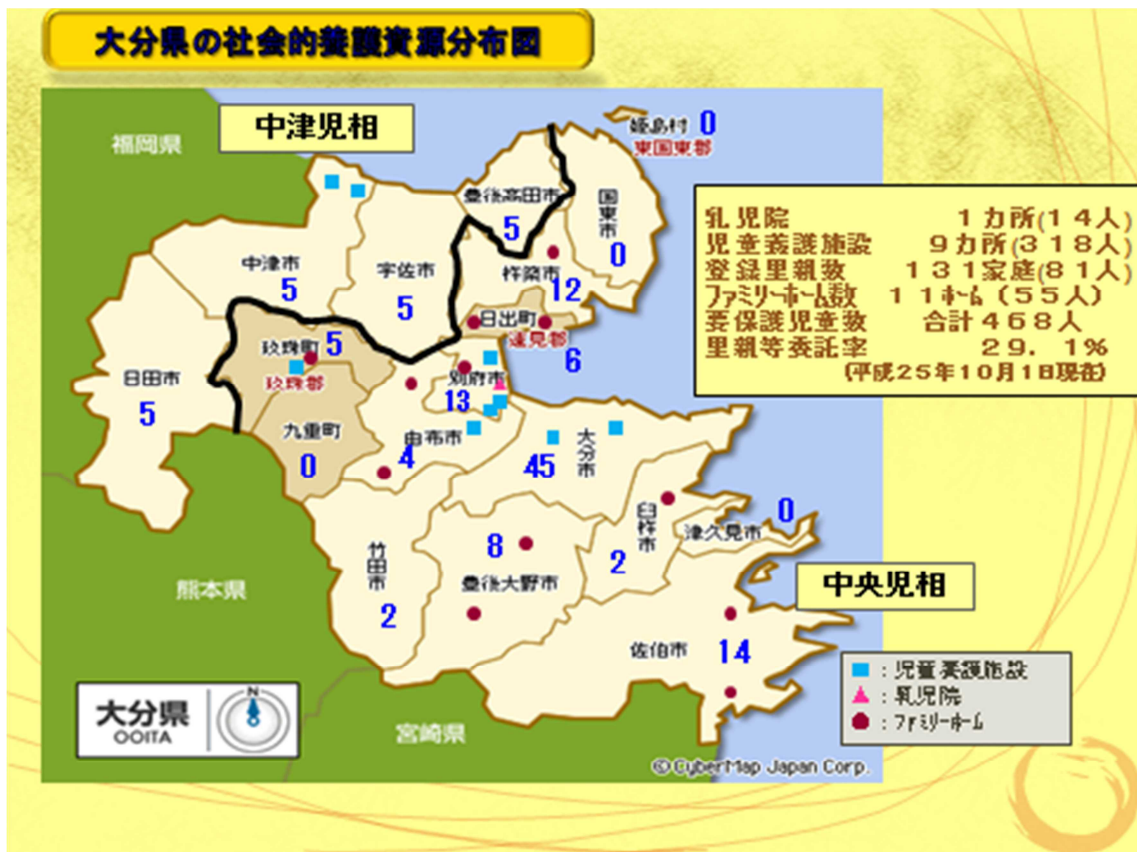 大分県の社会的養護資源分布図
中津児相
福岡県
姫島村 0
東国東郡
豊後高田市
5
国東市
0
中津市
5
宇佐市
5
杵築市
12
日出町
速見郡
6
乳児院 1カ所(14人)
児童養護施設 9カ所(318人)
登録里親数 131家庭(81人)
ファミリーホーム数 11ホーム(55人)
要保護児童数 合計468人
里親等委託率 29.1%
(平成25年10月1日現在)
玖珠町 5
玖珠郡
日田市
5
別府市
13
九重町
0
由布市
4
大分市
45
臼杵市
2
津久見市
0
竹田市
2
8
豊後大野市
熊本県
中央児相
佐伯市 14
宮崎県
大分県
OOITA
N
:児童養護施設
:乳児院
:ファミリーホーム
© CyberMap Japan Corp.